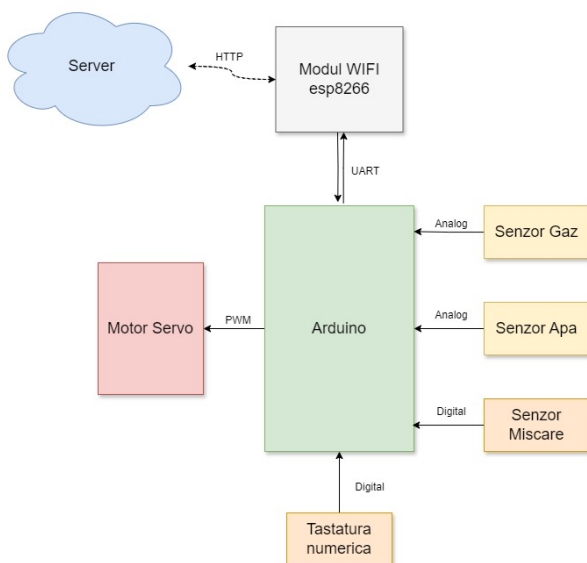 HTTP
Server
Modul WIFI
esp8266
UART
Analog
Senzor Gaz
Motor Servo
PWM
Arduino
Analog
Senzor Apa
Digital
Senzor
Miscare
Digital
Tastatura
numerica